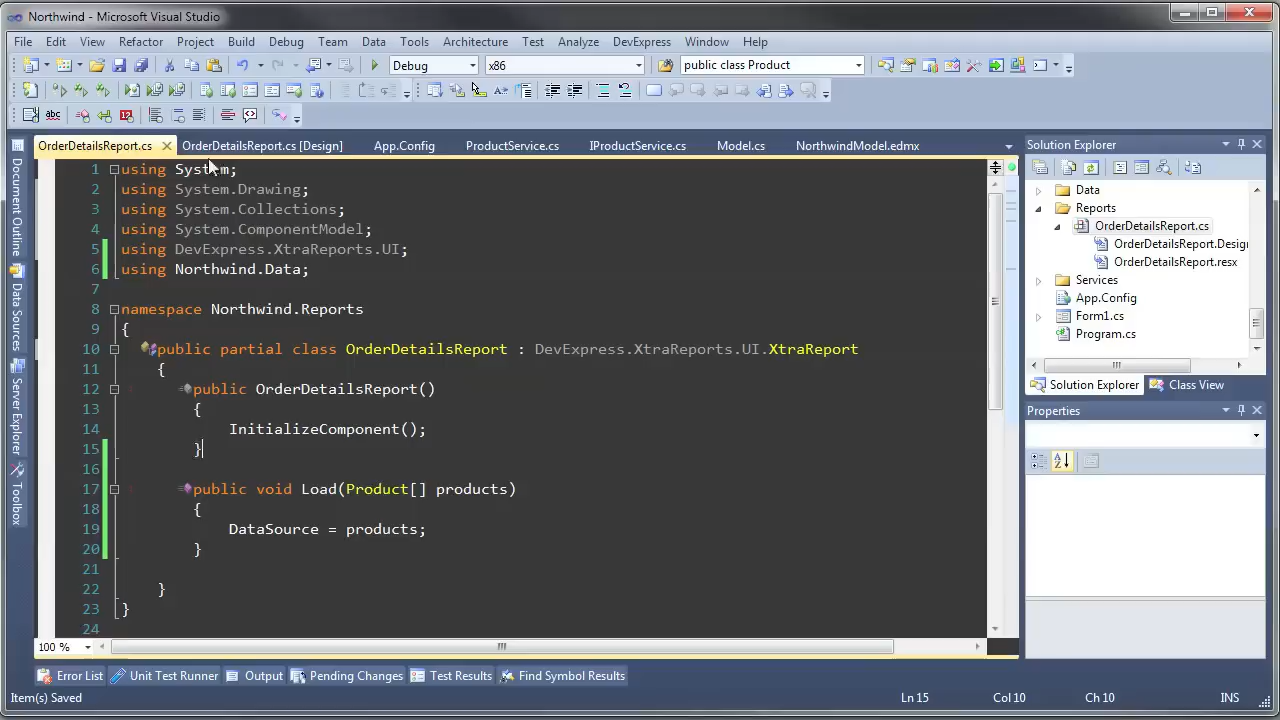 Northwind - Microsoft Visual Studio
File Edit View Refactor Project Build Debug Team Data Tools Architecture Test Analyze DevExpress Window Help
Debug x86 public class Product
abc 12
OrderDetailsReport.cs OrderDetailsReport.cs [Design] App.Config ProductService.cs IProductService.cs Model.cs NorthwindModel.edmx
Document Outline
Data Sources
Server Explorer
Toolbox
1 using System;
2 using System.Drawing;
3 using System.Collections;
4 using System.ComponentModel;
5 using DevExpress.XtraReports.UI;
6 using Northwind.Data;
7
8 namespace Northwind.Reports
9 {
10 public partial class OrderDetailsReport : DevExpress.XtraReports.UI.XtraReport
11 {
12 public OrderDetailsReport()
13 {
14 InitializeComponent();
15 }
16
17 public void Load(Product[] products)
18 {
19 DataSource = products;
20 }
21
22 }
23 }
24
100 %
Solution Explorer
Data
Reports
OrderDetailsReport.cs
OrderDetailsReport.Design
OrderDetailsReport.resx
Services
App.Config
Form1.cs
Program.cs
Solution Explorer Class View
Properties
Error List Unit Test Runner Output Pending Changes Test Results Find Symbol Results
Item(s) Saved Ln 15 Col 10 Ch 10 INS